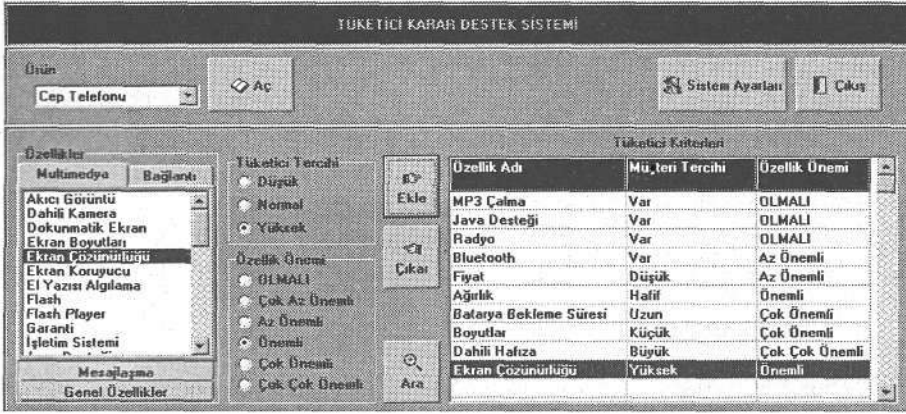 TÜKETİCİ KARAR DESTEK SİSTEMİ
Ürün
Cep Telefonu
Aç
Sistem Ayarları
Çıkış
Özellikler
Multimedya Bağlantı
Akıcı Görüntü
Dahili Kamera
Dokunmatik Ekran
Ekran Boyutları
Ekran Çözünürlüğü
Ekran Koruyucu
El Yazısı Algılama
Flash
Flash Player
Garanti
İşletim Sistemi
Mesajlaşma
Genel Özellikler
Tüketici Tercihi
Düşük
Normal
Yüksek
Özellik Önemi
OLMALI
Çok Az Önemli
Az Önemli
Önemli
Çok Önemli
Çok Çok Önemli
Ekle
Çıkar
Ara
Tüketici Kriterleri
Özellik Adı Müşteri Tercihi Özellik Önemi
MP3 Çalma Var OLMALI
Java Desteği Var OLMALI
Radyo Var OLMALI
Bluetooth Var Az Önemli
Fiyat Düşük Az Önemli
Ağırlık Hafif Önemli
Batarya Bekleme Süresi Uzun Çok Önemli
Boyutlar Küçük Çok Önemli
Dahili Hafıza Büyük Çok Çok Önemli
Ekran Çözünürlüğü Yüksek Önemli